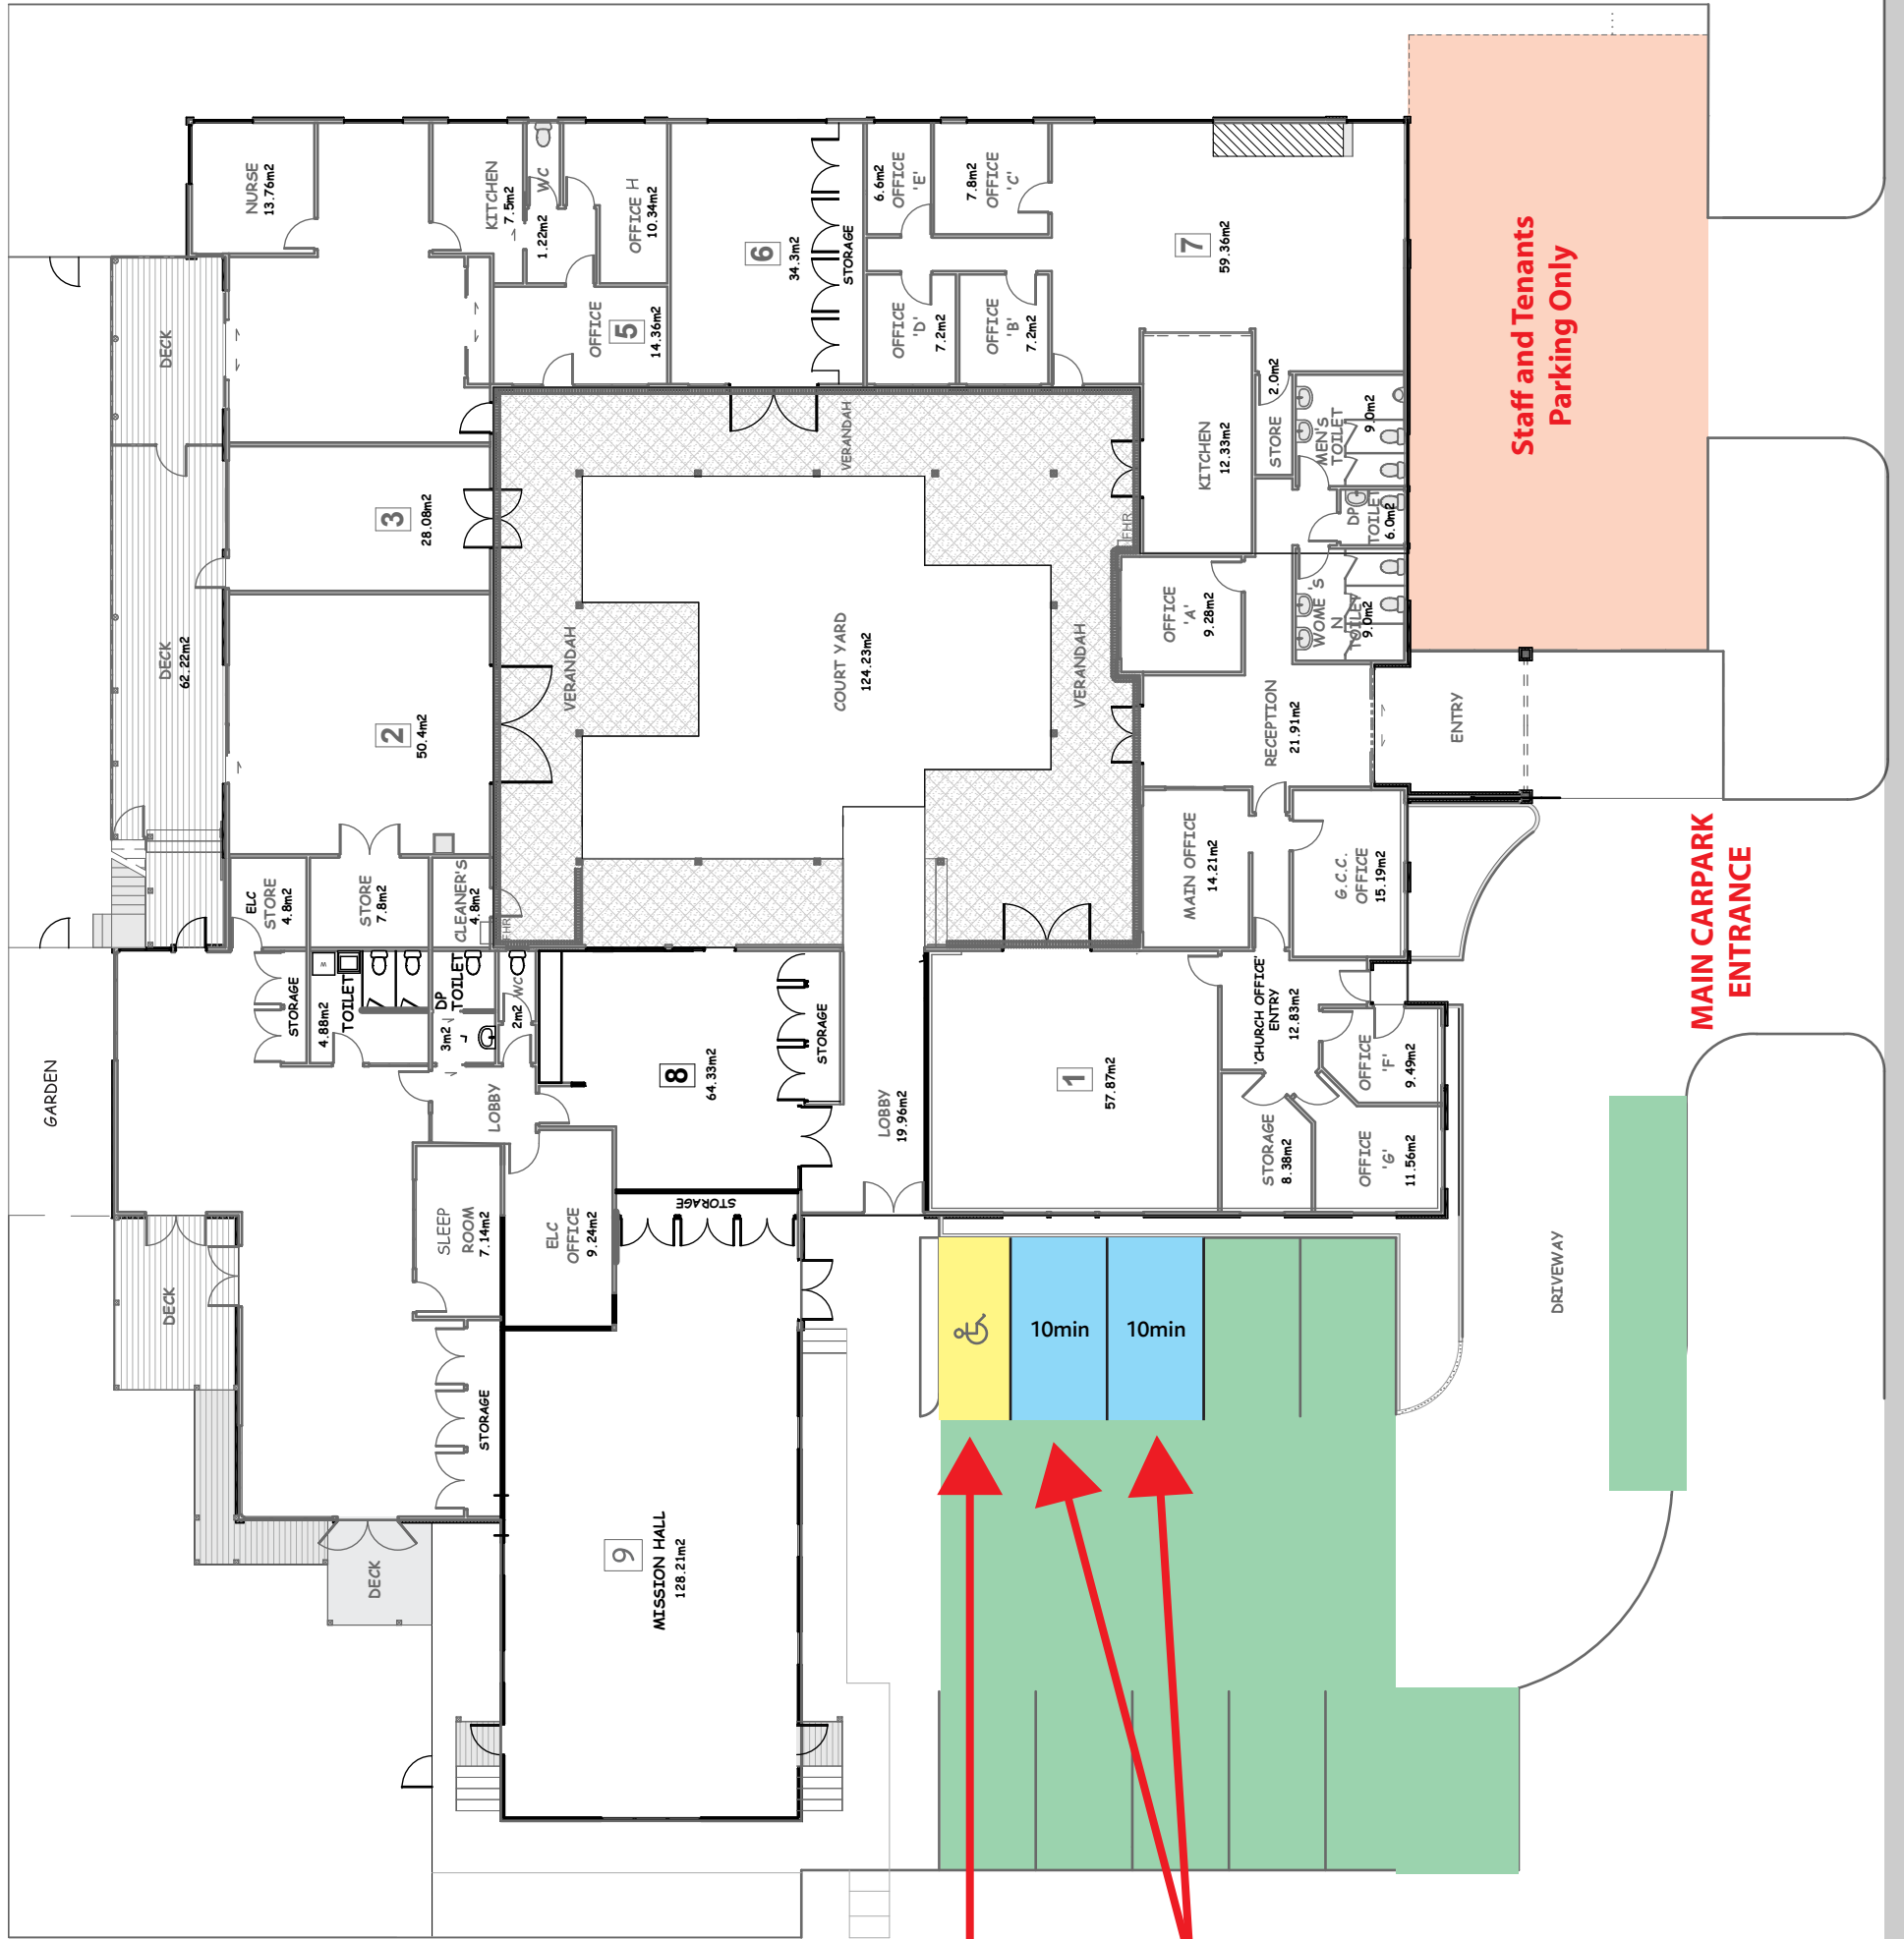 NURSE
13.76m2
KITCHEN
7.5m2
WC
1.22m2
OFFICE H
10.34m2
OFFICE
5
14.36m2
6
34.3m2
STORAGE
6.6m2
OFFICE
'E'
7.8m2
OFFICE
'C'
OFFICE
'D'
7.2m2
OFFICE
'B'
7.2m2
7
59.36m2
Staff and Tenants
Parking Only
DECK
DECK
62.22m2
3
28.08m2
2
50.4m2
VERANDAH
VERANDAH
VERANDAH
COURT YARD
124.23m2
KITCHEN
12.33m2
STORE
2.0m2
MEN'S
TOILET
9.0m2
FHR
DP
TOILET
6.0m2
OFFICE
'A'
9.28m2
WOME'S
N
TOILEY
9.0m2
RECEPTION
21.91m2
ENTRY
MAIN CARPARK
ENTRANCE
ELC
STORE
4.8m2
STORE
7.8m2
CLEANER'S
4.8m2
FHR
MAIN OFFICE
14.21m2
G.C.C.
OFFICE
15.19m2
GARDEN
STORAGE
4.88m2
TOILET
W
DP
TOILET
3m2
WC
2m2
LOBBY
8
64.33m2
STORAGE
LOBBY
19.96m2
1
57.87m2
'CHURCH OFFICE'
ENTRY
12.83m2
OFFICE
'F'
9.49m2
STORAGE
8.38m2
OFFICE
'G'
11.56m2
SLEEP
ROOM
7.14m2
ELC
OFFICE
9.24m2
STORAGE
DECK
STORAGE
DECK
9
MISSION HALL
128.21m2
10min
10min
DRIVEWAY